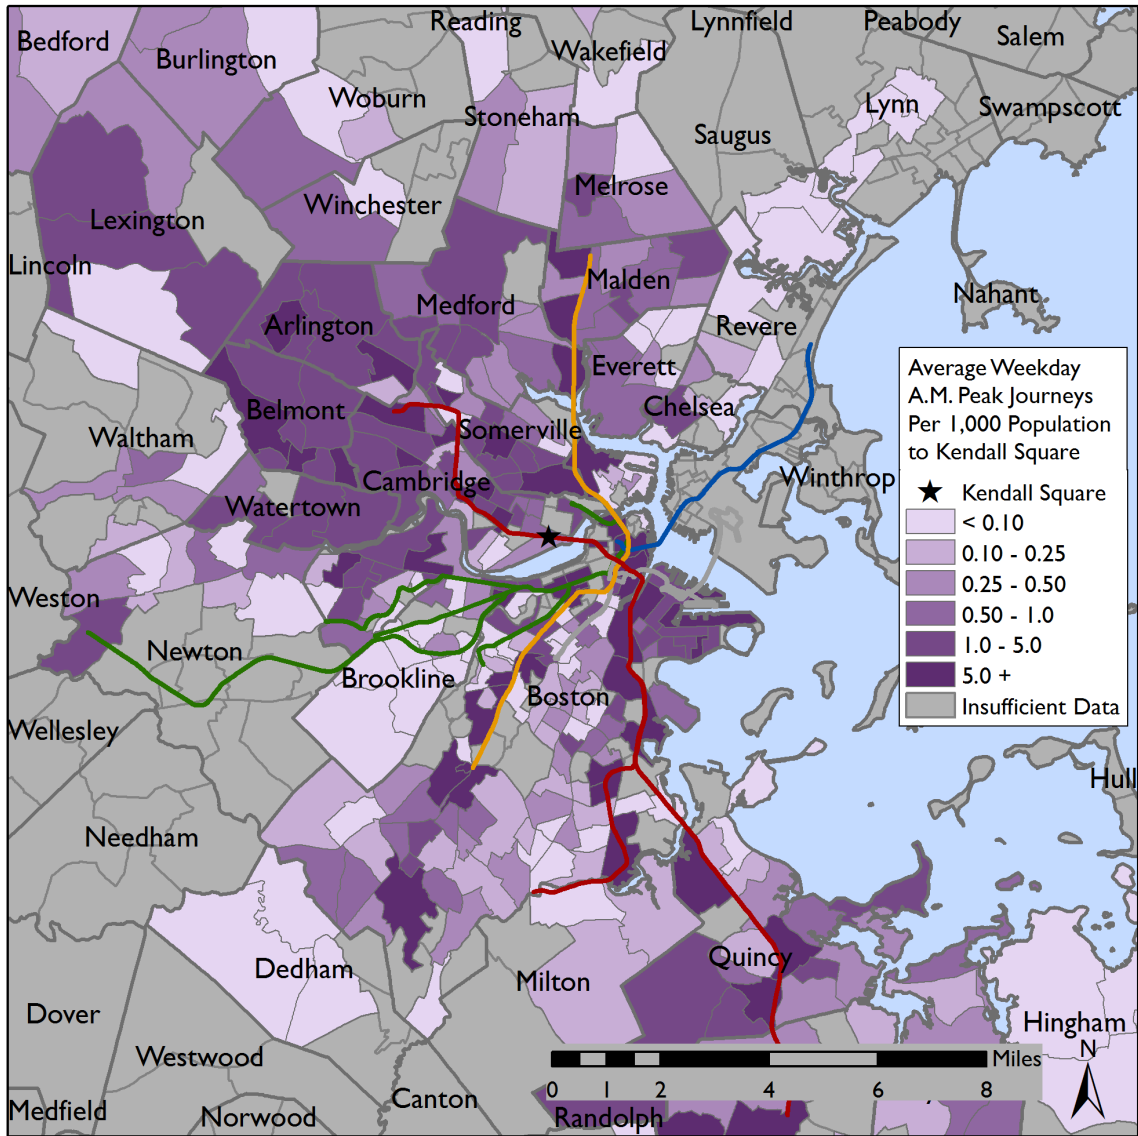 Reading
Lynnfield
Peabody
Bedford
Salem
Burlington
Wakefield
Woburn
Lynn
Swampscott
Stoneham
Saugus
Melrose
Winchester
Lexington
Lincoln
Malden
Nahant
Medford
Arlington
Revere
Everett
Average Weekday
A.M. Peak Journeys
Per 1,000 Population
to Kendall Square
Kendall Square
< 0.10
0.10 - 0.25
0.25 - 0.50
0.50 - 1.0
1.0 - 5.0
5.0 +
Insufficient Data
Chelsea
Belmont
Somerville
Waltham
Winthrop
Cambridge
Watertown
Weston
Newton
Brookline
Boston
Wellesley
Hull
Needham
Quincy
Dedham
Milton
Dover
Hingham
N
Westwood
Miles
0 1 2 4 6 8
Canton
Medfield
Norwood
Randolph